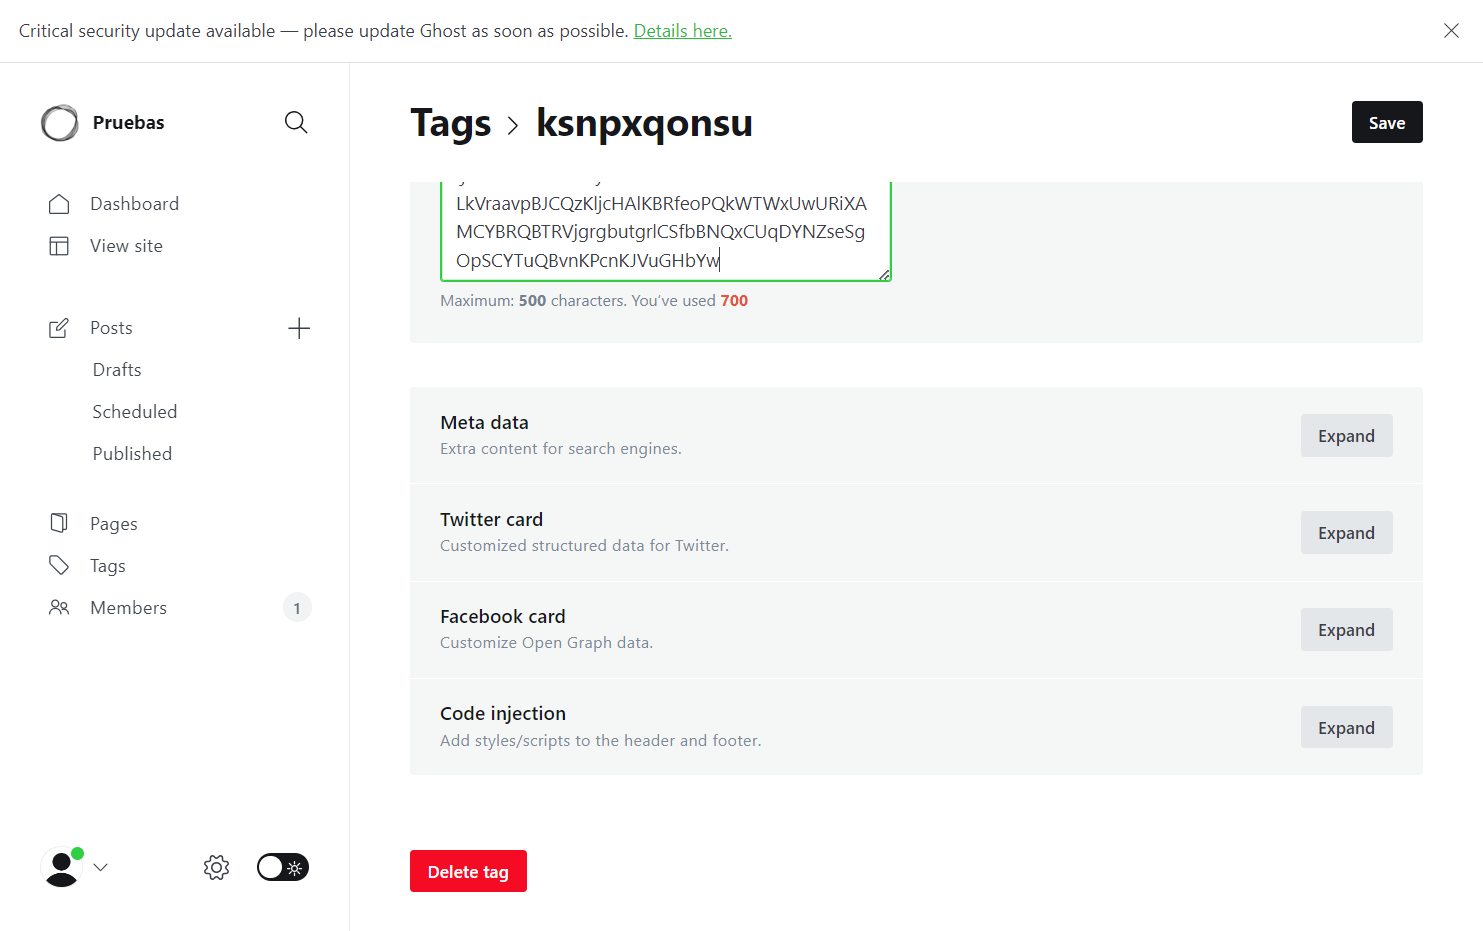 Critical security update available — please update Ghost as soon as possible. Details here.
Pruebas
Dashboard
View site
Posts
Drafts
Scheduled
Published
Pages
Tags
Members
1
Tags > ksnpxqonsu
Save
LkVraavpBJCQzKljcHAlKBRfeoPQkWTWxUwURiXA
MCYBRQBTRVjgrgbutgrlCSfbBNQxCUqDYNZseSg
OpSCYTuQBvnKPcnKJVuGHbYw
Maximum: 500 characters. You've used 700
Meta data
Extra content for search engines.
Expand
Twitter card
Customized structured data for Twitter.
Expand
Facebook card
Customize Open Graph data.
Expand
Code injection
Add styles/scripts to the header and footer.
Expand
Delete tag